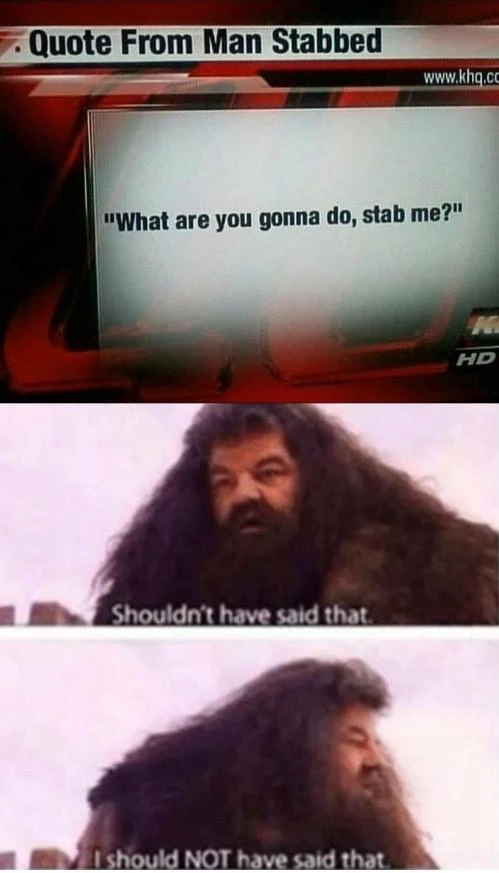 Quote From Man Stabbed
www.khq.cc
"What are you gonna do, stab me?"
HD
Shouldn't have said that.
I should NOT have said that.